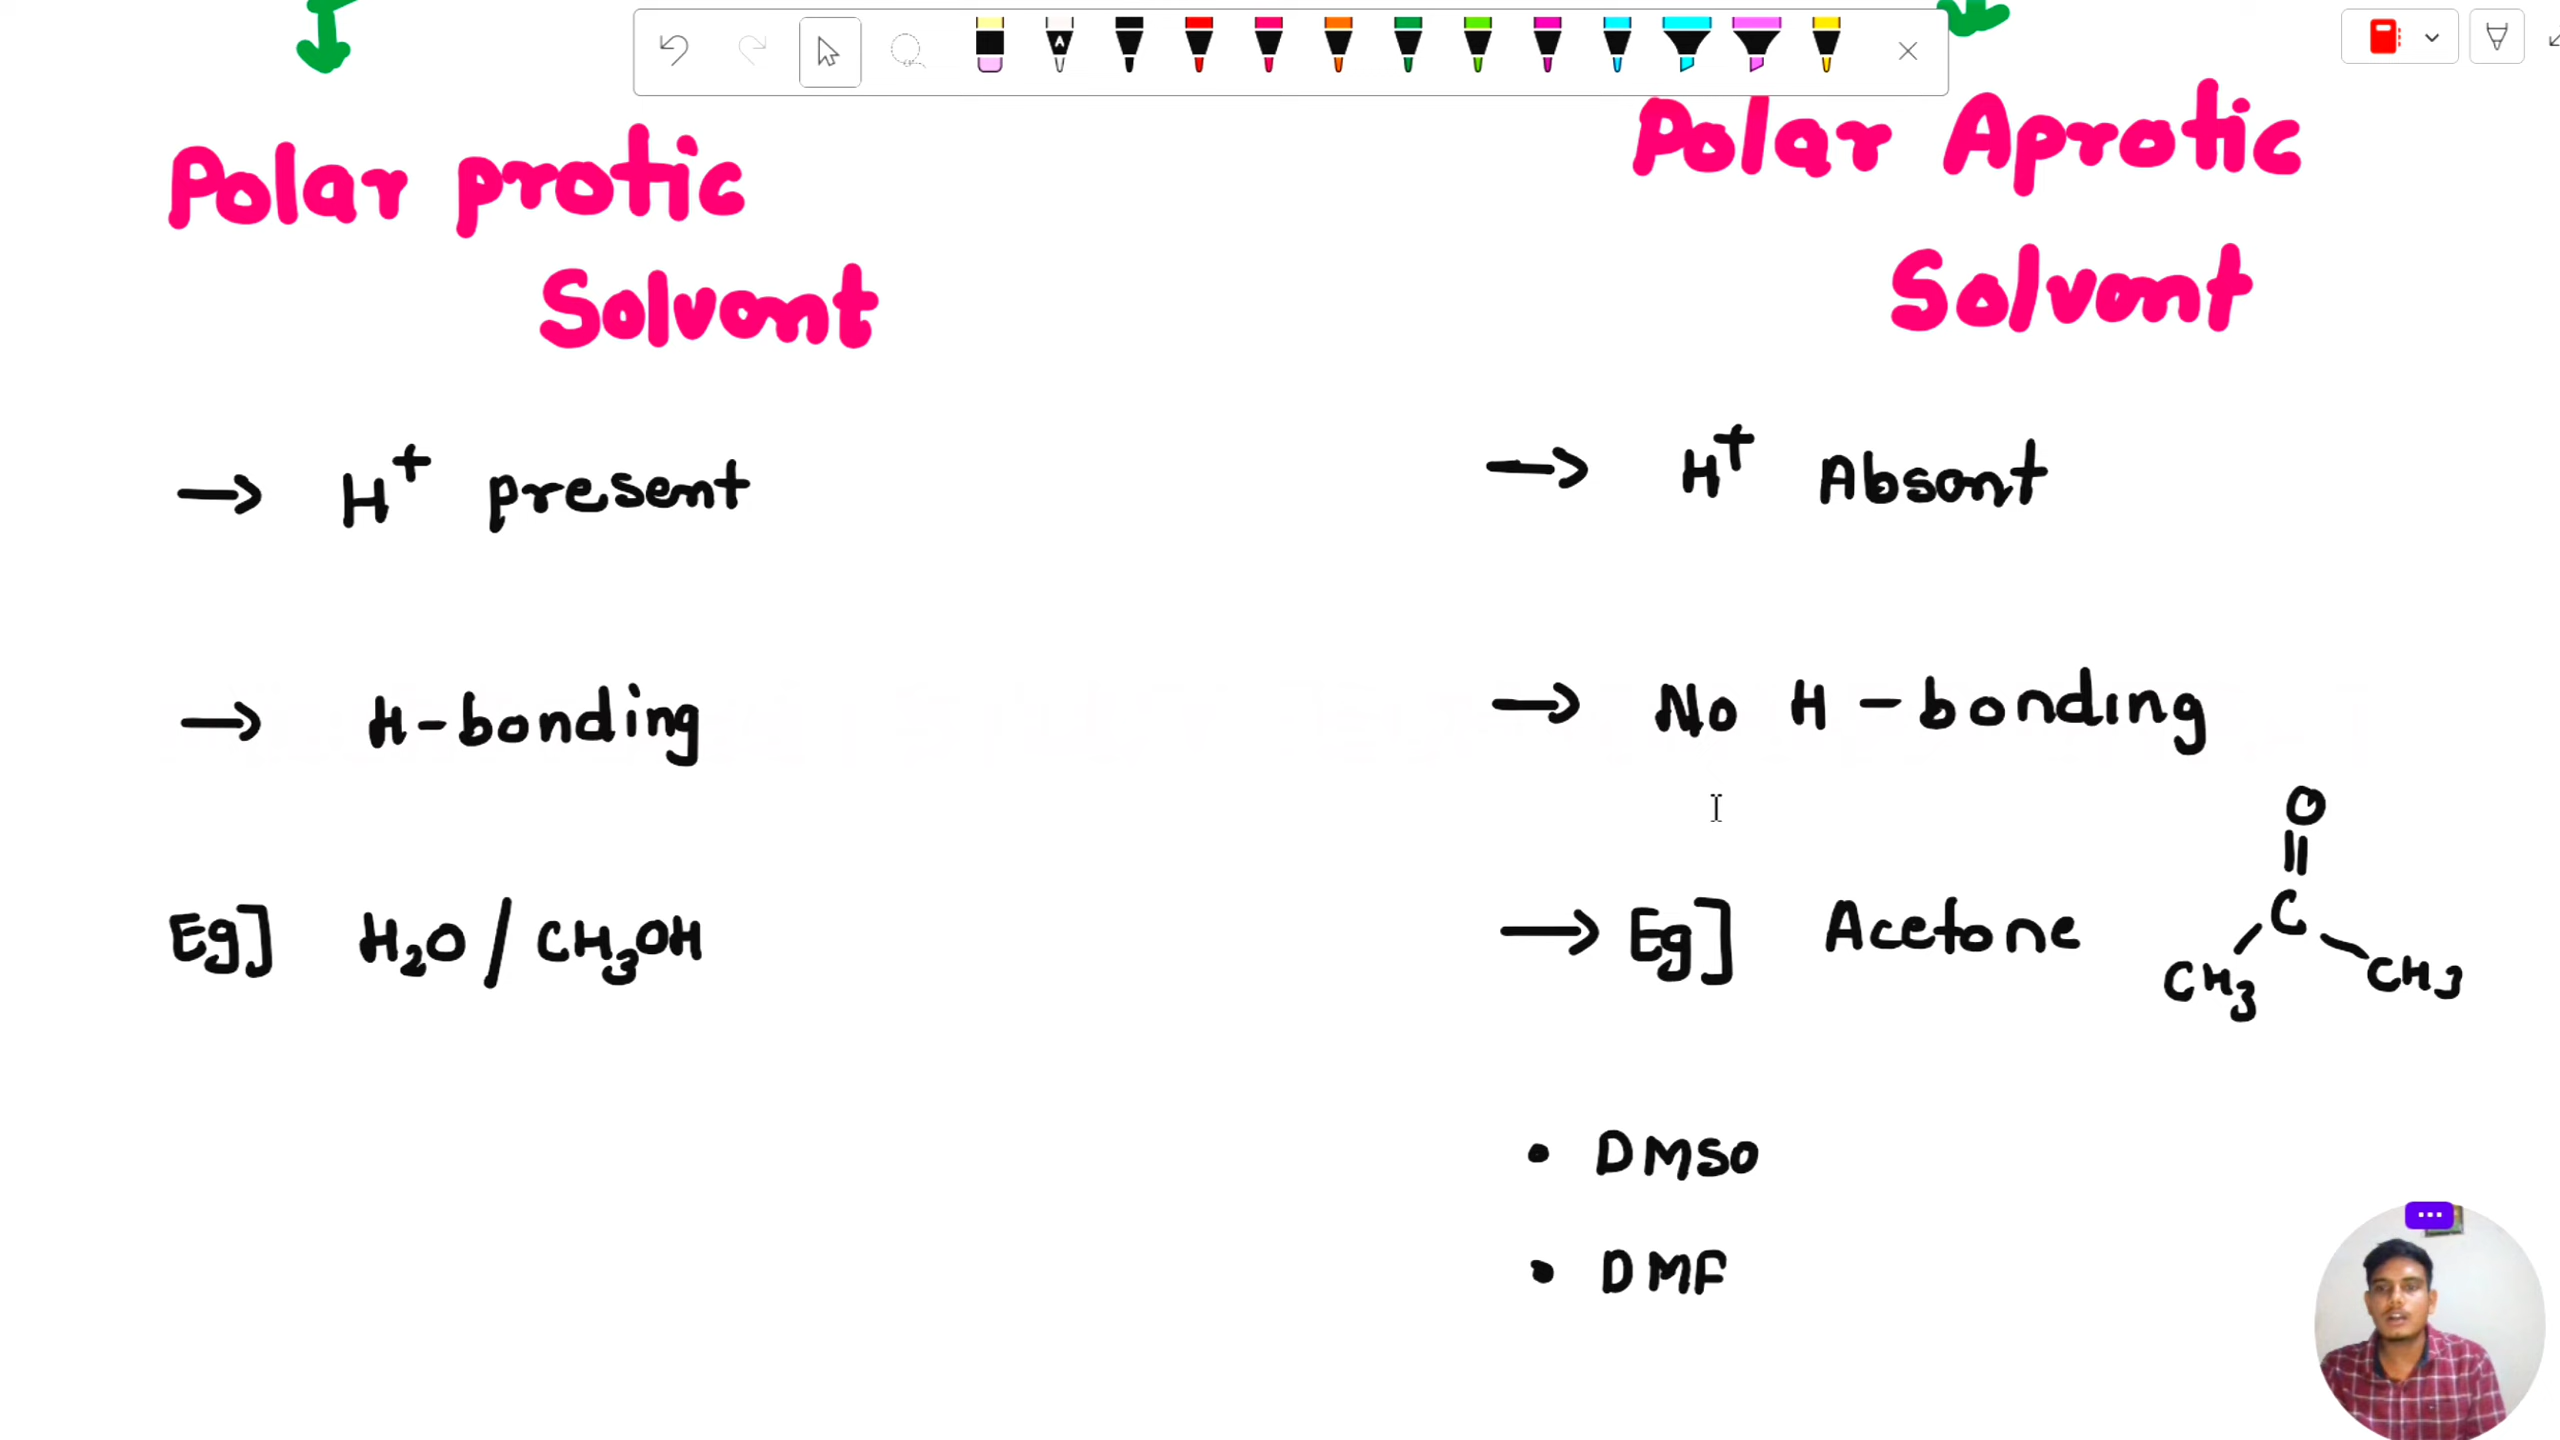 Polar protic
Solvent
→ H⁺ present
→ H-bonding
Eg] H₂O / CH₃OH
Polar Aprotic
Solvent
→ H⁺ Absent
→ No H-bonding
→ Eg] Acetone
O
||
C
CH₃ CH₃
• DMSO
• DMF